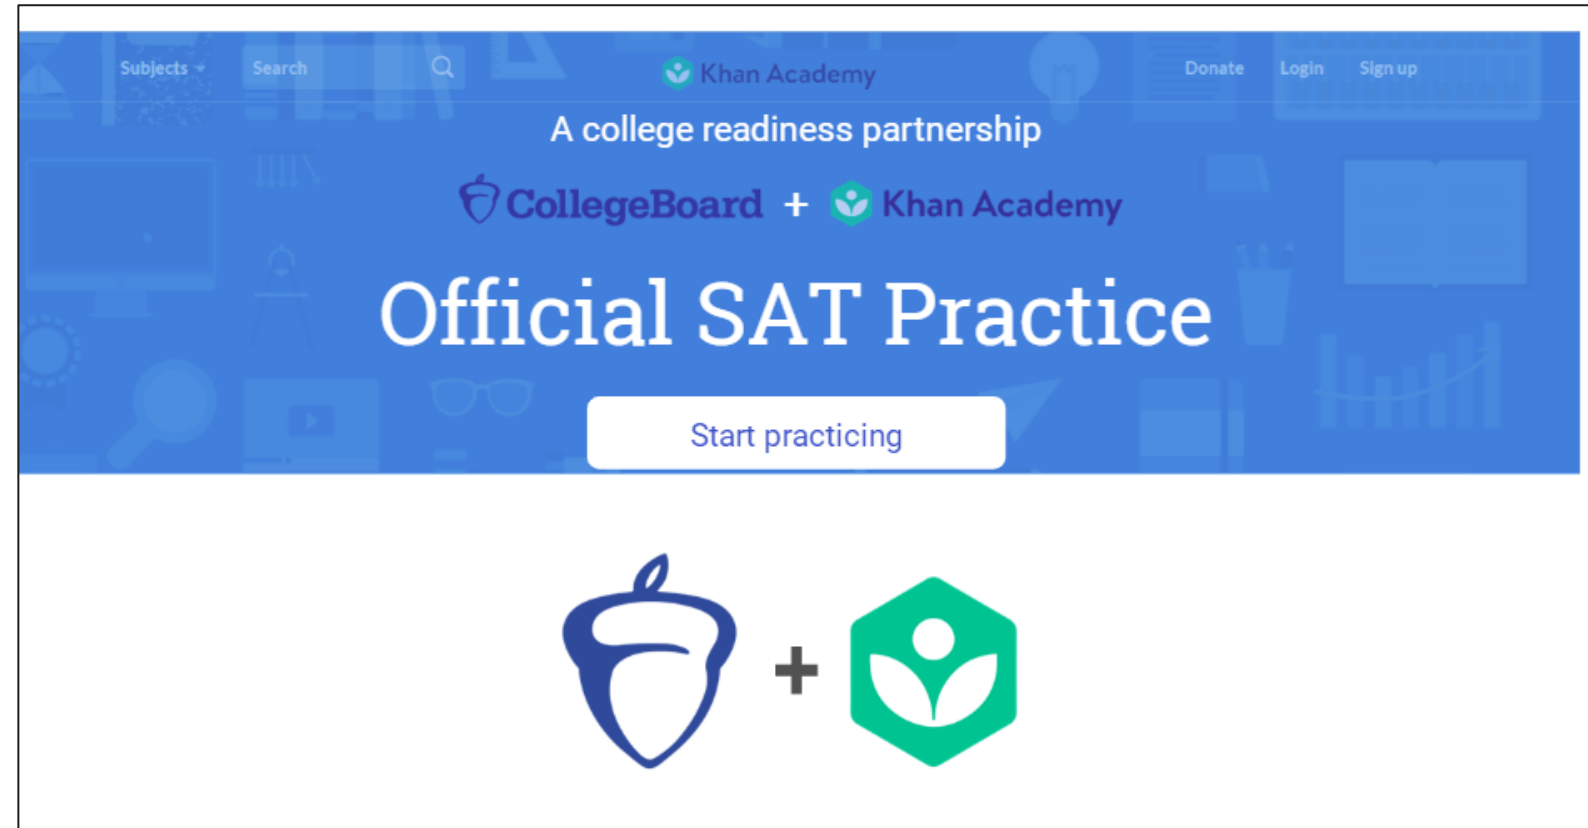 Subjects Search Khan Academy Donate Login Sign up
A college readiness partnership
CollegeBoard + Khan Academy
Official SAT Practice
Start practicing
+